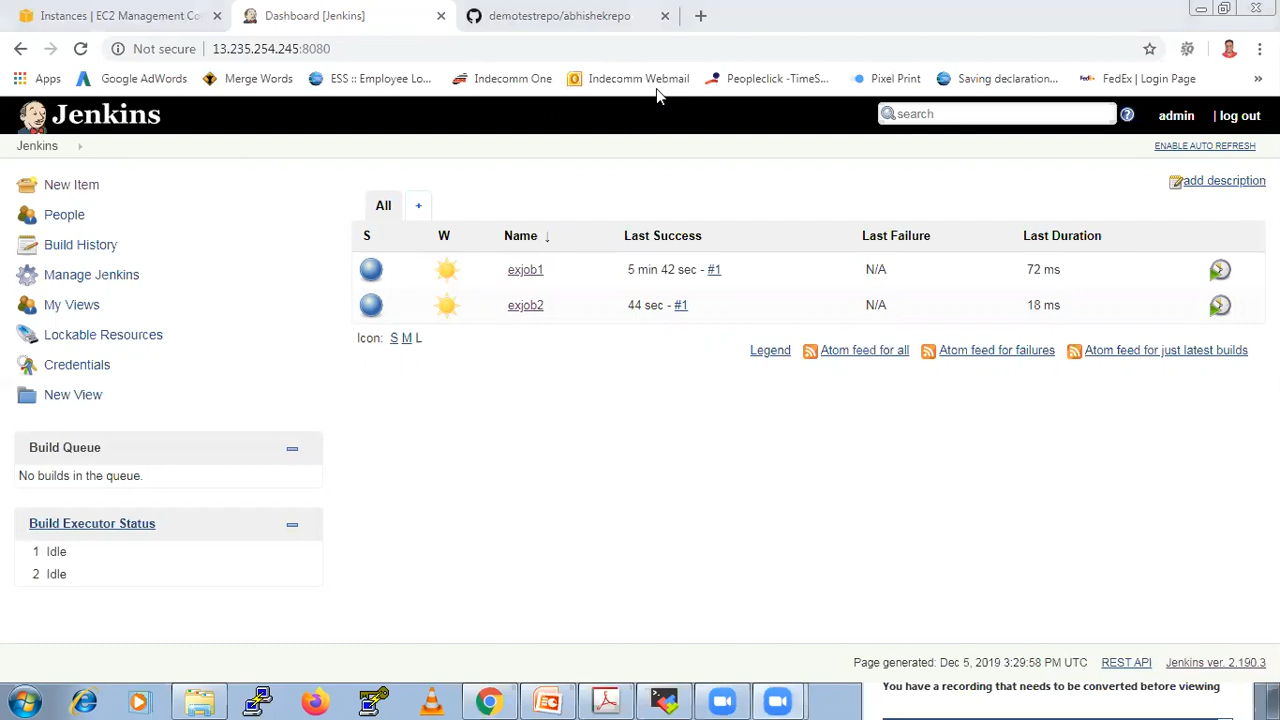 Instances | EC2 Management Co
Dashboard [Jenkins]
demotestrepo/abhishekrepo
Not secure | 13.235.254.245:8080
Apps Google AdWords Merge Words ESS :: Employee Lo... Indecomm One Indecomm Webmail Peopleclick -TimeS... Pixel Print Saving declaration... FedEx | Login Page »
Jenkins
search
admin | log out
Jenkins
ENABLE AUTO REFRESH
add description
New Item
People
Build History
Manage Jenkins
My Views
Lockable Resources
Credentials
New View
Build Queue
No builds in the queue.
Build Executor Status
1 Idle
2 Idle
All +
S W Name ↓ Last Success Last Failure Last Duration
exjob1 5 min 42 sec - #1 N/A 72 ms
exjob2 44 sec - #1 N/A 18 ms
Icon: S M L
Legend Atom feed for all Atom feed for failures Atom feed for just latest builds
Page generated: Dec 5, 2019 3:29:58 PM UTC REST API Jenkins ver. 2.190.3
You have a recording that needs to be converted before viewing